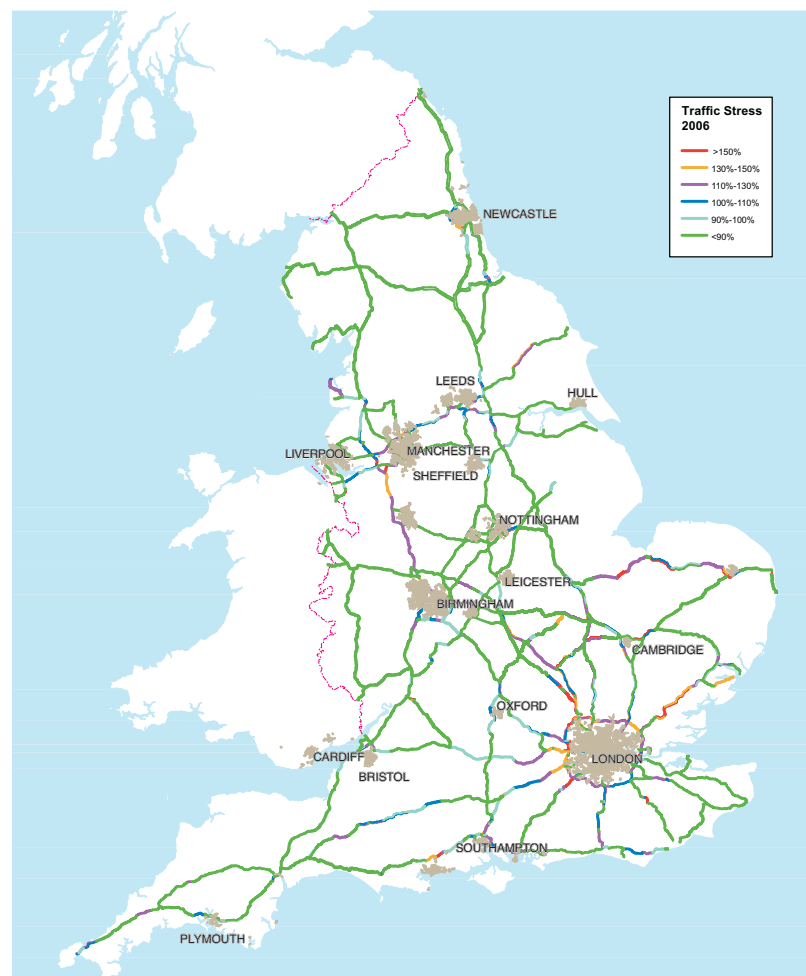 Traffic Stress
2006
>150%
130%-150%
110%-130%
100%-110%
90%-100%
<90%
NEWCASTLE
LEEDS
HULL
LIVERPOOL
MANCHESTER
SHEFFIELD
NOTTINGHAM
LEICESTER
BIRMINGHAM
CAMBRIDGE
OXFORD
CARDIFF
LONDON
BRISTOL
SOUTHAMPTON
PLYMOUTH